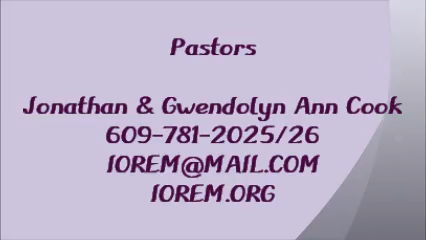 Pastors
Jonathan & Gwendolyn Ann Cook
609-781-2025/26
IOREM@MAIL.COM
IOREM.ORG